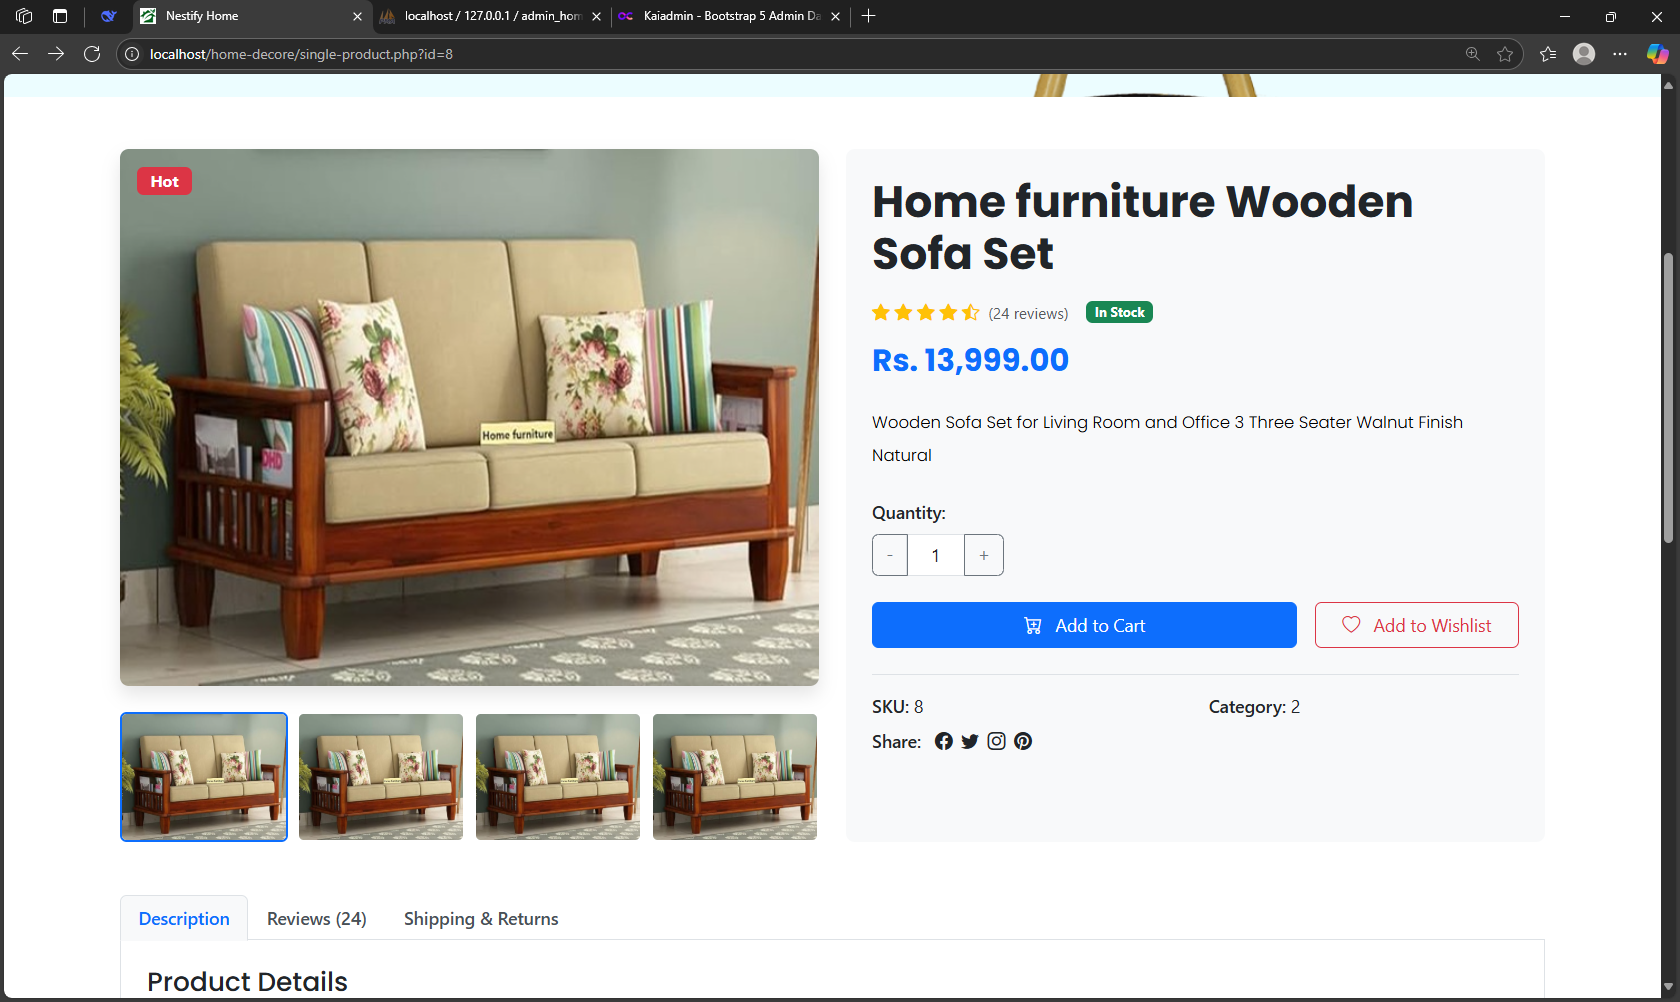 Nestify Home
localhost / 127.0.0.1 / admin_hom
Kaiadmin - Bootstrap 5 Admin Da
localhost/home-decore/single-product.php?id=8
Hot
Home furniture
Home furniture Wooden
Sofa Set
(24 reviews)
In Stock
Rs. 13,999.00
Wooden Sofa Set for Living Room and Office 3 Three Seater Walnut Finish
Natural
Quantity:
- 1 +
Add to Cart
Add to Wishlist
SKU: 8
Category: 2
Share:
Description
Reviews (24)
Shipping & Returns
Product Details